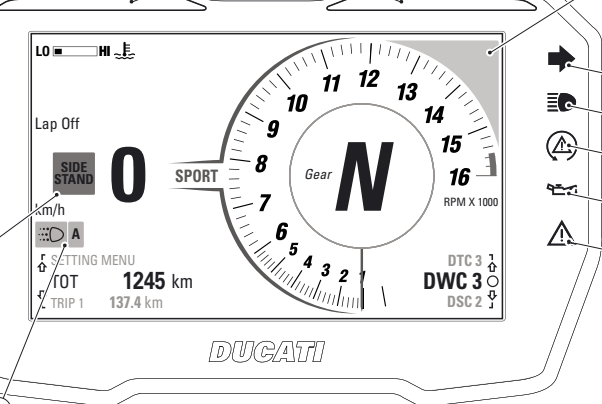 LO HI
Lap Off
SIDE
STAND
0
km/h
A
SETTING MENU
TOT 1245 km
TRIP 1 137.4 km
SPORT
Gear
N
1
2
3
4
5
6
7
8
9
10
11
12
13
14
15
16
RPM X 1000
DTC 3
DWC 3
DSC 2
DUCATI